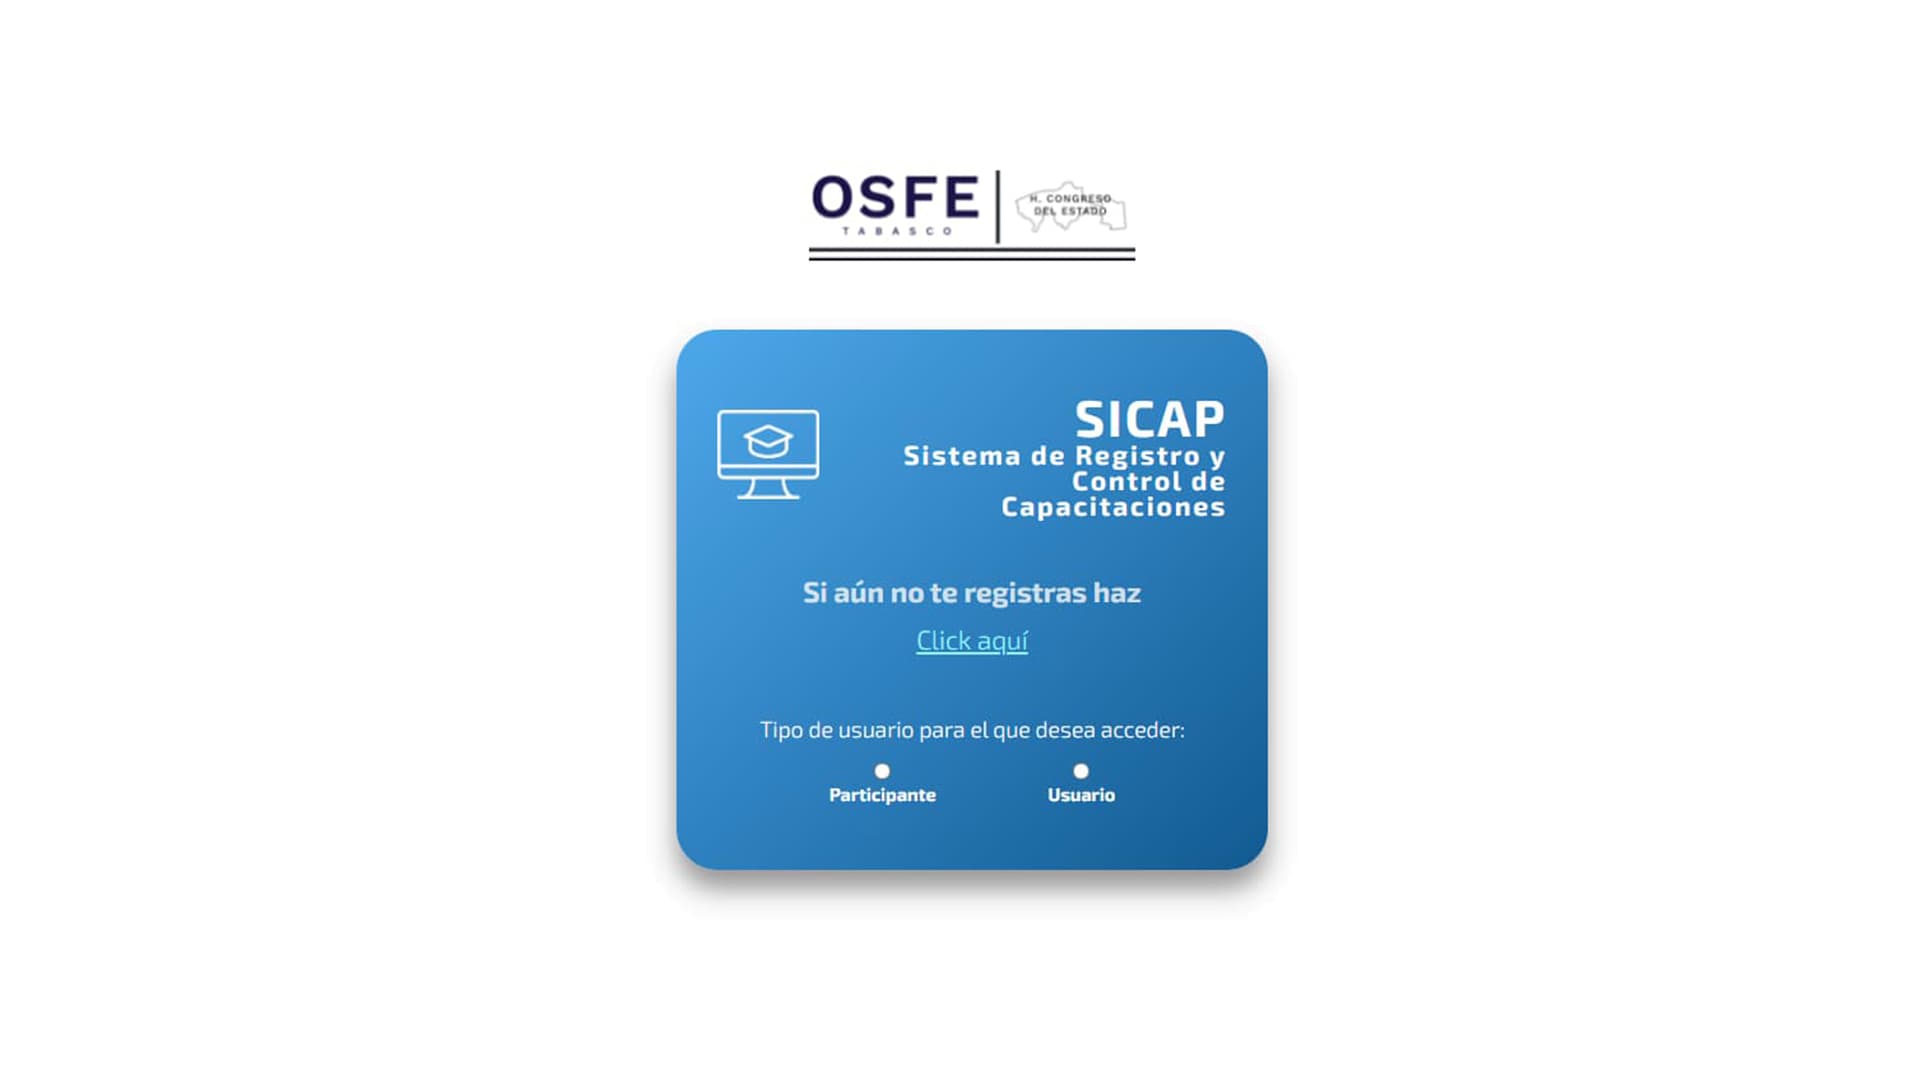 OSFE
TABASCO
H. CONGRESO
DEL ESTADO
SICAP
Sistema de Registro y
Control de
Capacitaciones
Si aún no te registras haz
Click aquí
Tipo de usuario para el que desea acceder:
Participante
Usuario